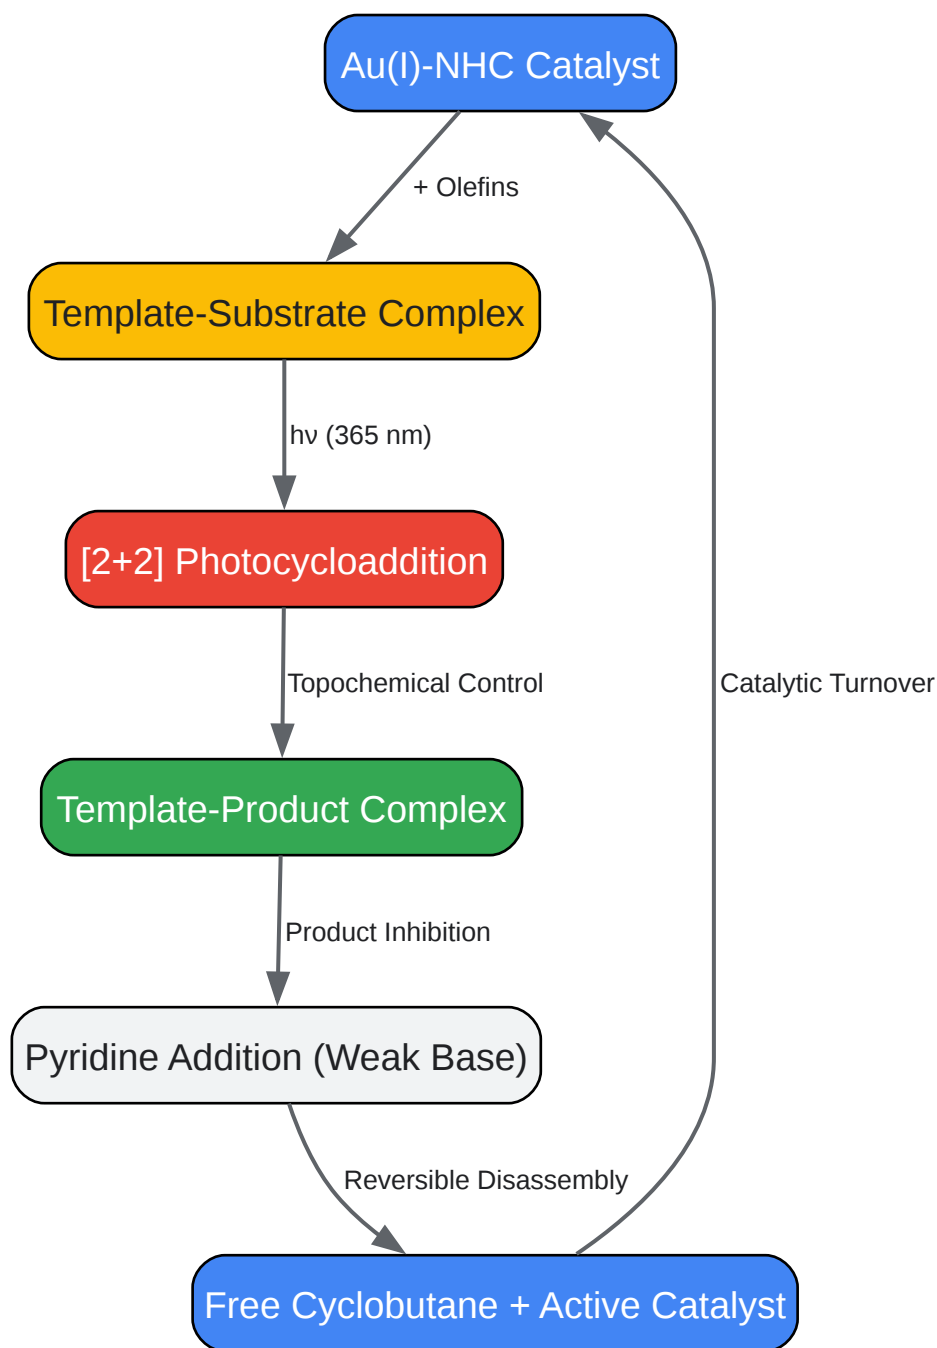 Au(I)-NHC Catalyst
+ Olefins
Template-Substrate Complex
hν (365 nm)
[2+2] Photocycloaddition
Topochemical Control
Catalytic Turnover
Template-Product Complex
Product Inhibition
Pyridine Addition (Weak Base)
Reversible Disassembly
Free Cyclobutane + Active Catalyst